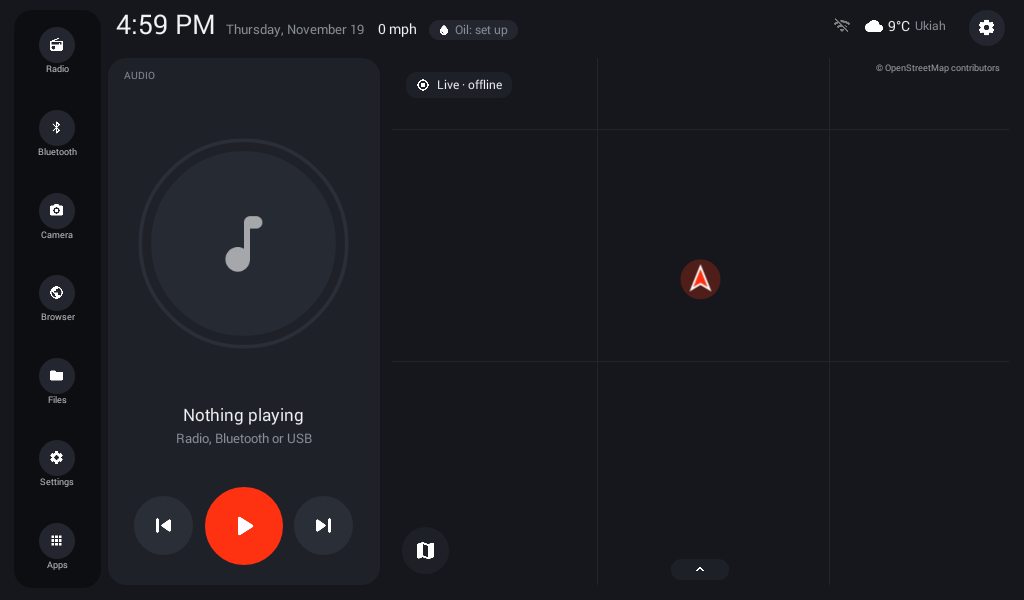 4:59 PM Thursday, November 19 0 mph Oil: set up 9°C Ukiah
Radio
Bluetooth
Camera
Browser
Files
Settings
Apps
AUDIO
Nothing playing
Radio, Bluetooth or USB
Live · offline
© OpenStreetMap contributors